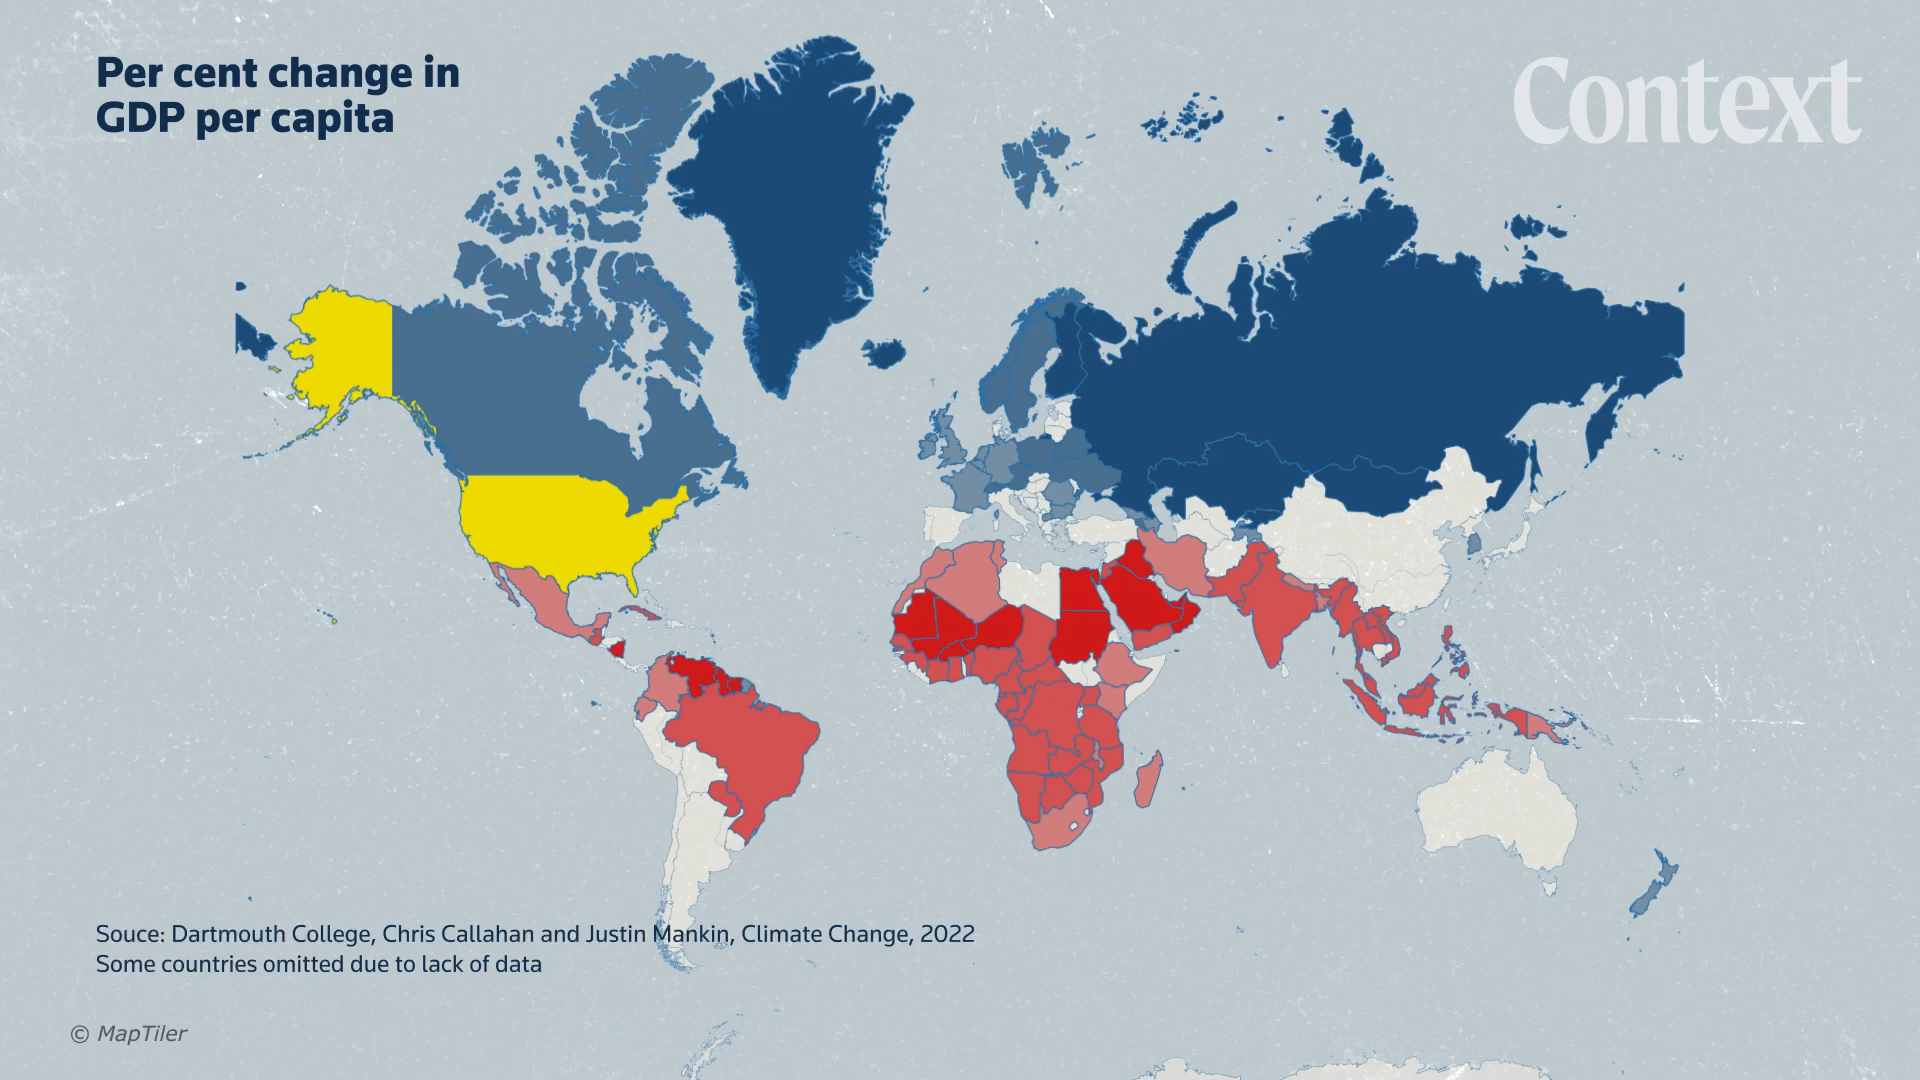 Per cent change in
GDP per capita
Context
Souce: Dartmouth College, Chris Callahan and Justin Mankin, Climate Change, 2022
Some countries omitted due to lack of data
© MapTiler